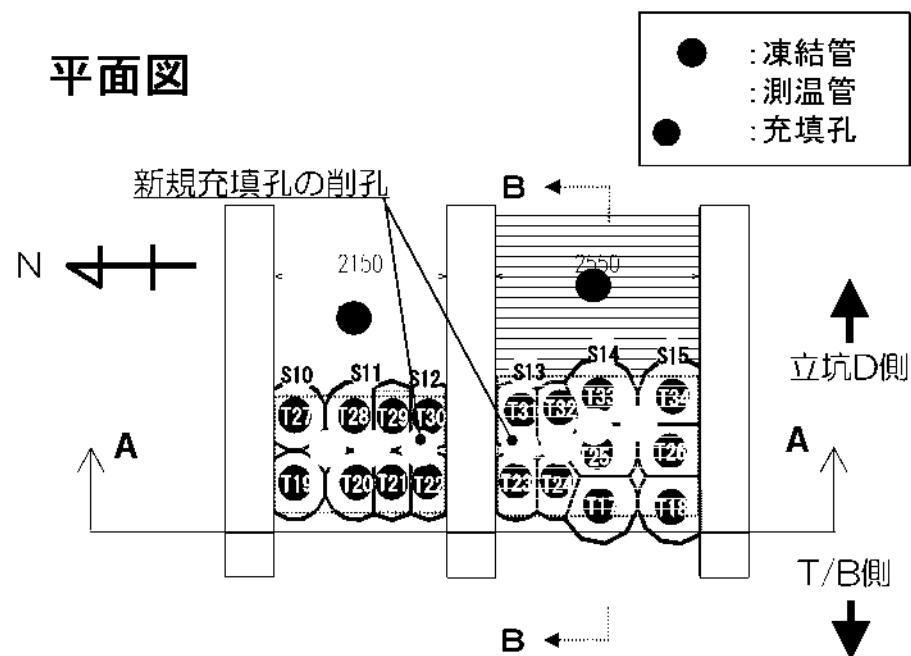 平面図
:凍結管
:測温管
:充填孔
新規充填孔の削孔
B
N
2150
2550
立坑D側
S10
S11
S12
S13
S14
S15
T27
T28
T29
T30
T31
T32
T33
T34
A
A
T25
T26
T19
T20
T21
T22
T23
T24
T17
T18
T/B側
B